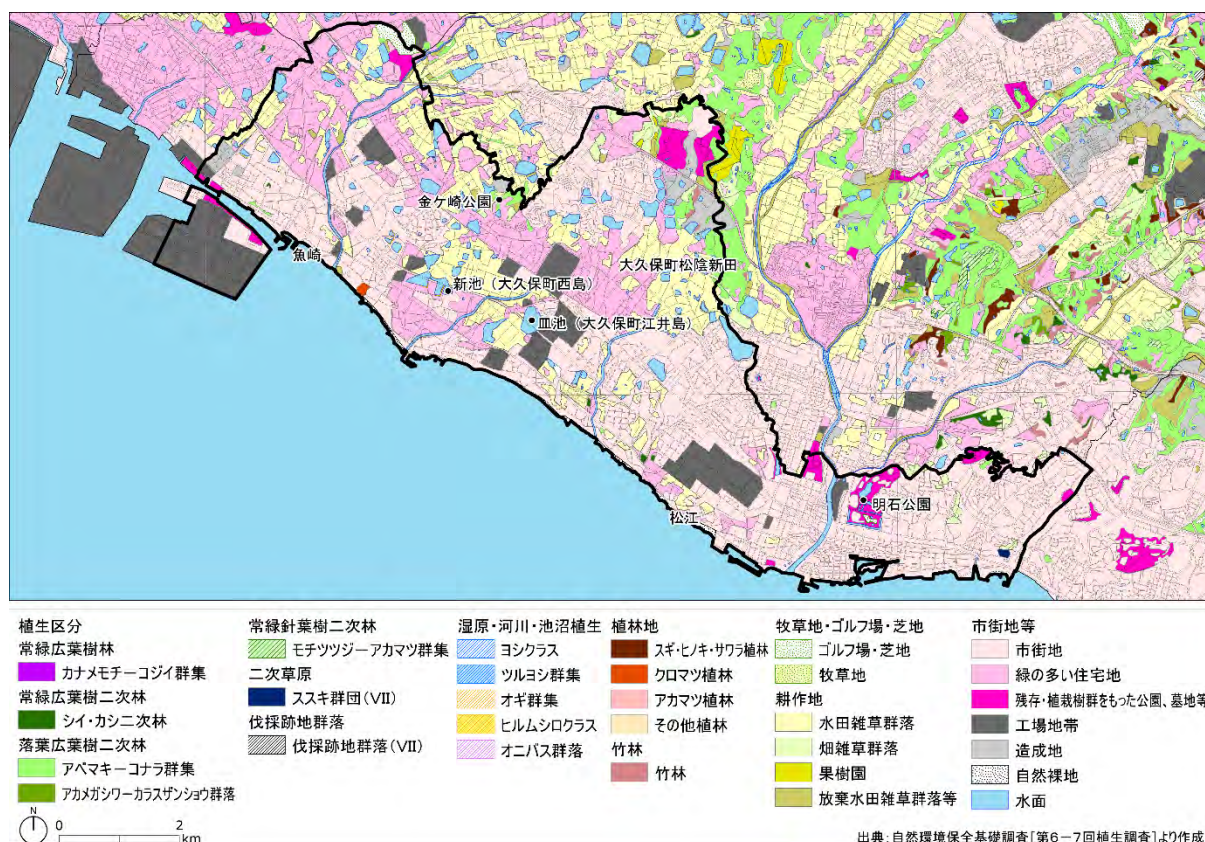 金ケ崎公園
魚崎
新池（大久保町西島）
大久保町松陰新田
皿池（大久保町江井島）
明石公園
松江
植生区分
常緑広葉樹林
カナメモチーコジイ群集
常緑広葉樹二次林
シイ・カシ二次林
落葉広葉樹二次林
アベマキーコナラ群集
アカメガシワーカラスザンショウ群落
N
0 2
km
常緑針葉樹二次林
モチツツジーアカマツ群集
二次草原
ススキ群団(VII)
伐採跡地群落
伐採跡地群落(VII)
湿原・河川・池沼植生
ヨシクラス
ツルヨシ群集
オギ群集
ヒルムシロクラス
オニバス群落
植林地
スギ・ヒノキ・サワラ植林
クロマツ植林
アカマツ植林
その他植林
竹林
竹林
牧草地・ゴルフ場・芝地
ゴルフ場・芝地
牧草地
耕作地
水田雑草群落
畑雑草群落
果樹園
放棄水田雑草群落等
市街地等
市街地
緑の多い住宅地
残存・植栽樹群をもった公園、墓地等
工場地帯
造成地
自然裸地
水面
出典：自然環境保全基礎調査[第6－7回植生調査]より作成